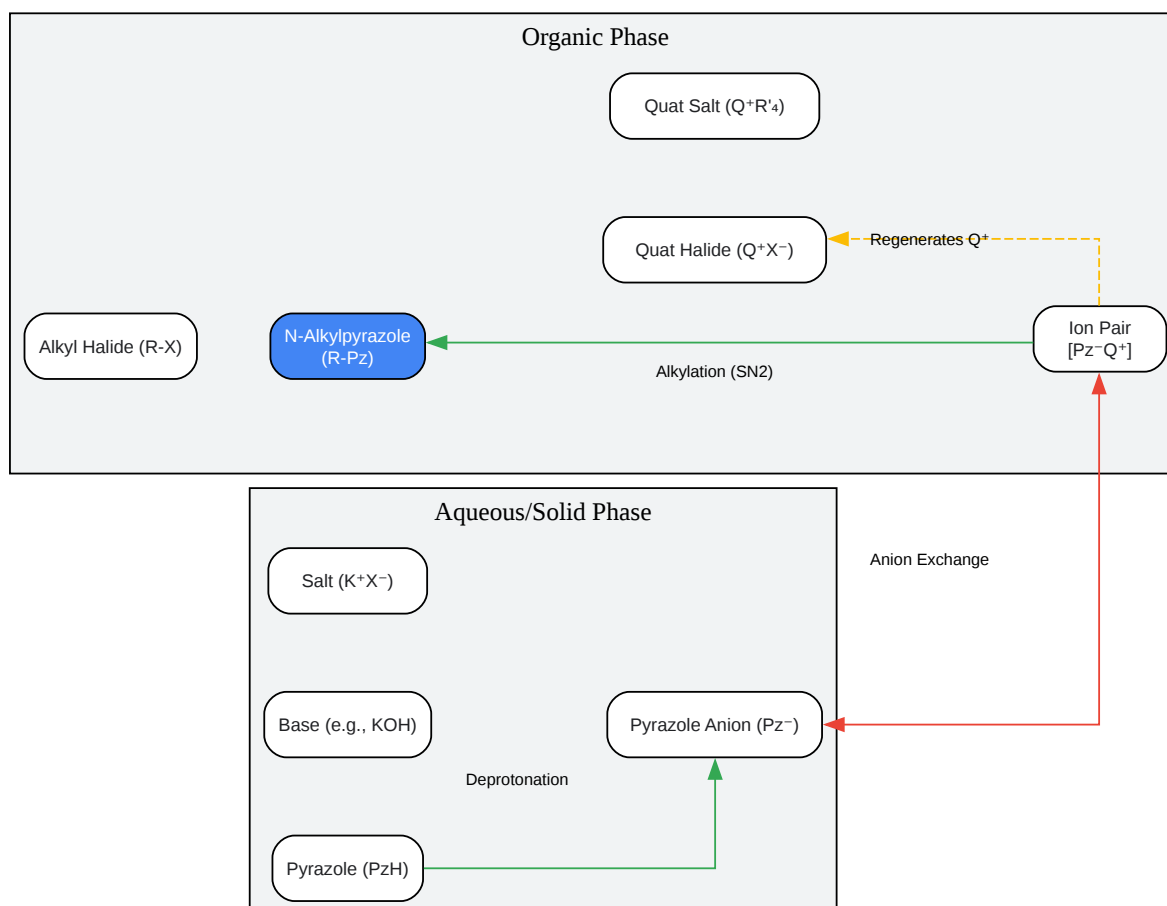 Organic Phase
Quat Salt (Q⁺R'₄)
Quat Halide (Q⁺X⁻)
Regenerates Q⁺
Alkyl Halide (R-X)
N-Alkylpyrazole
(R-Pz)
Ion Pair
[Pz⁻Q⁺]
Alkylation (SN2)
Aqueous/Solid Phase
Anion Exchange
Salt (K⁺X⁻)
Base (e.g., KOH)
Pyrazole Anion (Pz⁻)
Deprotonation
Pyrazole (PzH)